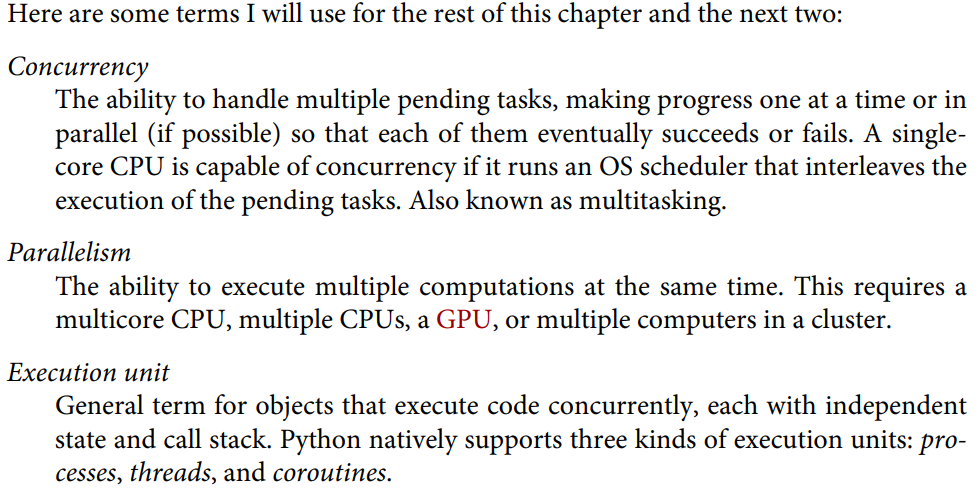 Here are some terms I will use for the rest of this chapter and the next two:
Concurrency
The ability to handle multiple pending tasks, making progress one at a time or in
parallel (if possible) so that each of them eventually succeeds or fails. A single-
core CPU is capable of concurrency if it runs an OS scheduler that interleaves the
execution of the pending tasks. Also known as multitasking.
Parallelism
The ability to execute multiple computations at the same time. This requires a
multicore CPU, multiple CPUs, a GPU, or multiple computers in a cluster.
Execution unit
General term for objects that execute code concurrently, each with independent
state and call stack. Python natively supports three kinds of execution units: pro-
cesses, threads, and coroutines.